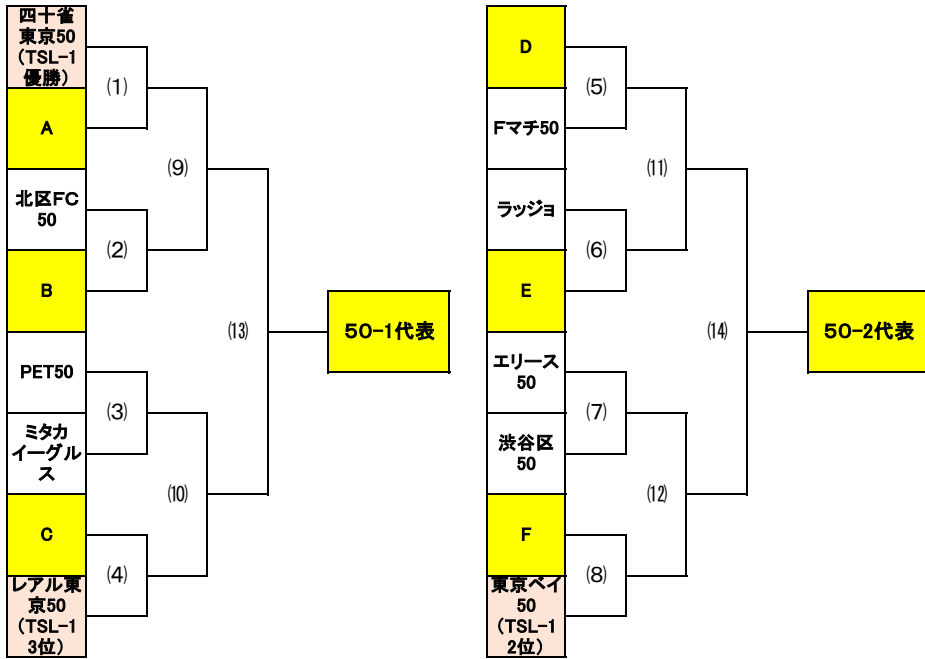 四十雀
東京50
（TSL-1
優勝）
A
北区FC
50
B
PET50
ミタカ
イーグル
ス
C
レアル東
京50
（TSL-1
3位）
(1)
(2)
(3)
(4)
(9)
(10)
(13)
50-1代表
D
Fマチ50
ラッジョ
E
エリース
50
渋谷区
50
F
東京ベイ
50
（TSL-1
2位）
(5)
(6)
(7)
(8)
(11)
(12)
(14)
50-2代表